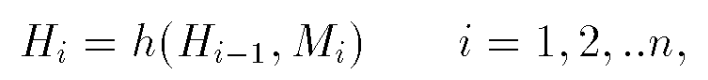 H_i = h(H_{i-1}, M_i)   i = 1, 2, ..n,